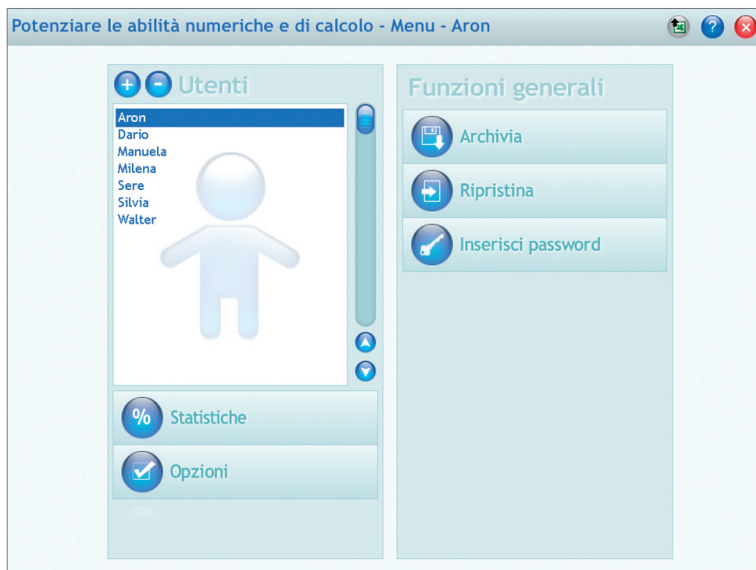 Potenziare le abilità numeriche e di calcolo - Menu - Aron
?
+ - Utenti
Aron
Dario
Manuela
Milena
Sere
Silvia
Walter
% Statistiche
Opzioni
Funzioni generali
Archivia
Ripristina
Inserisci password